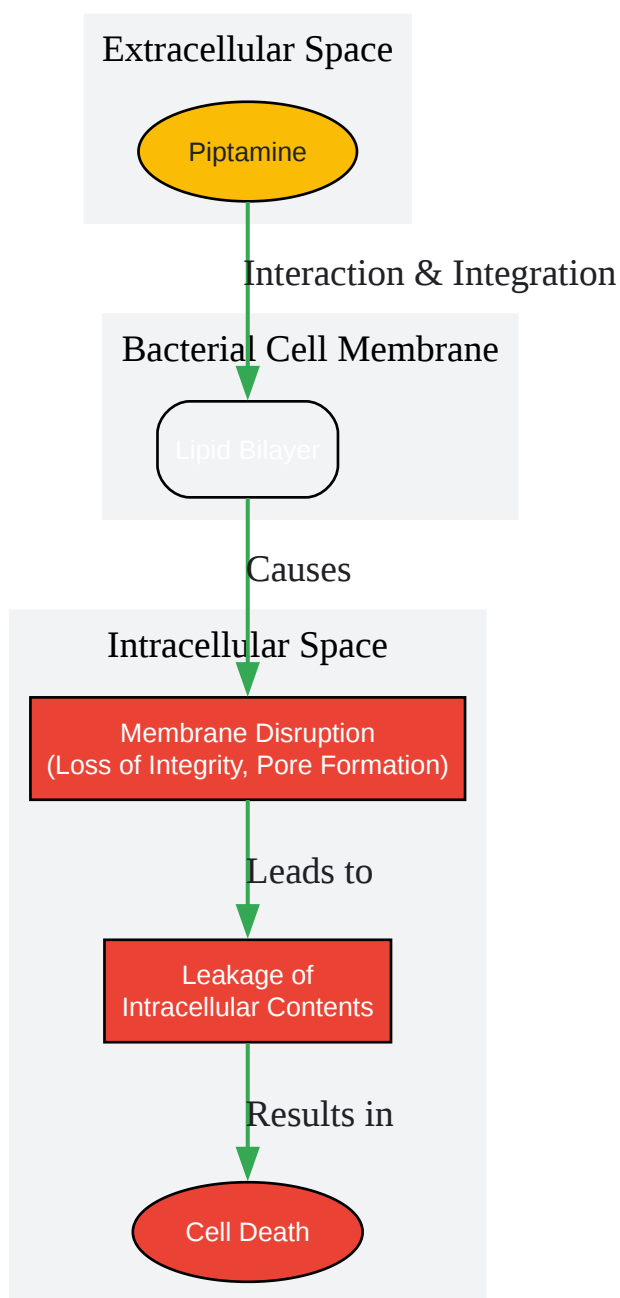 Extracellular Space
Piptamine
Interaction & Integration
Bacterial Cell Membrane
Lipid Bilayer
Causes
Intracellular Space
Membrane Disruption
(Loss of Integrity, Pore Formation)
Leads to
Leakage of
Intracellular Contents
Results in
Cell Death